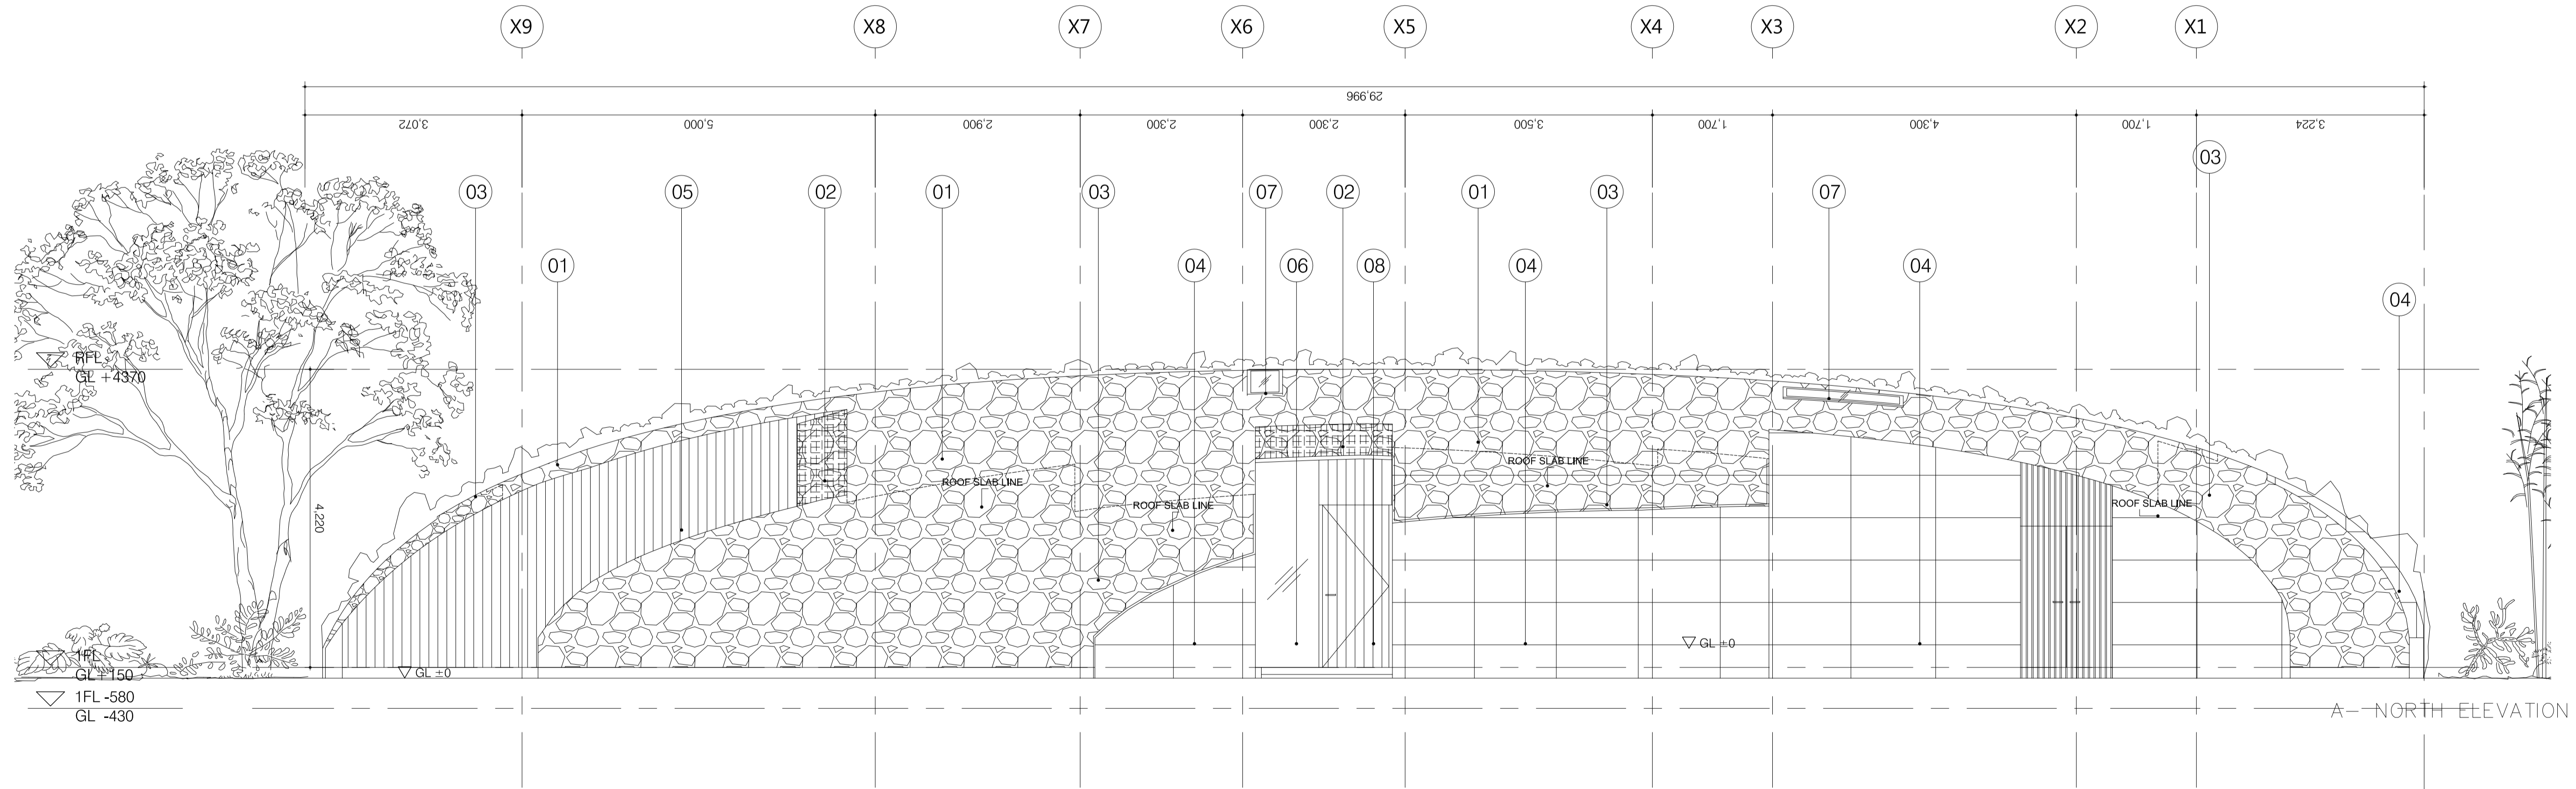 X9 X8 X7 X6 X5 X4 X3 X2 X1
29,996
3,072 5,000 2,900 2,300 2,300 3,500 1,700 4,300 1,700 3,224
03
03 05 02 01 03 07 02 01 03 07
01 04 06 08 04 04
04
RFL
GL +4370
ROOF SLAB LINE
ROOF SLAB LINE
ROOF SLAB LINE
ROOF SLAB LINE
4,220
GL ±0
1FL
GL +150
GL ±0
1FL -580
GL -430
A- NORTH ELEVATION